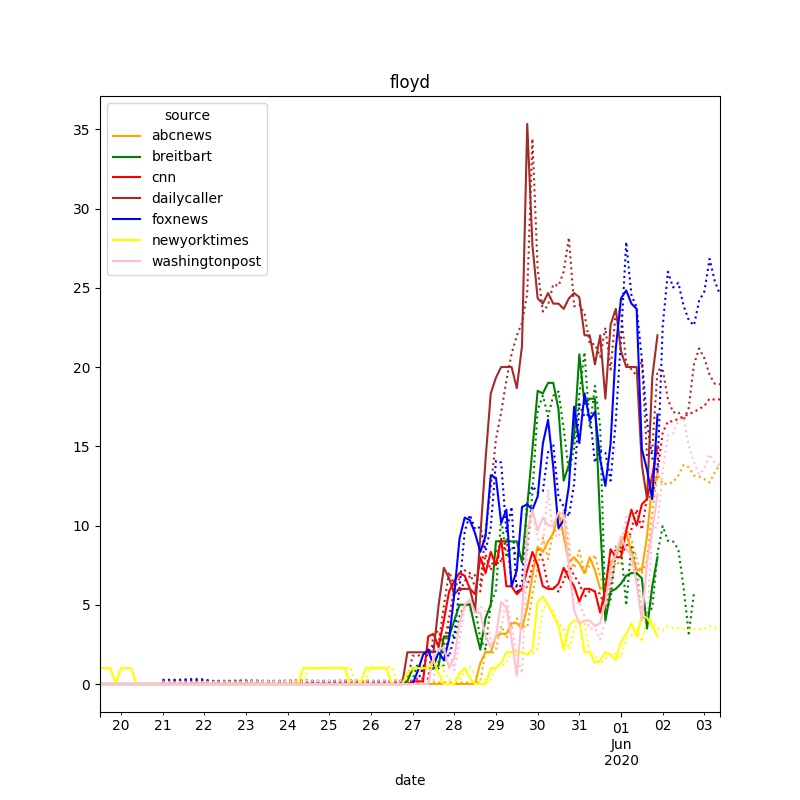 floyd
source
abcnews
breitbart
cnn
dailycaller
foxnews
newyorktimes
washingtonpost
35
30
25
20
15
10
5
0
20 21 22 23 24 25 26 27 28 29 30 31 01 02 03
Jun
2020
date